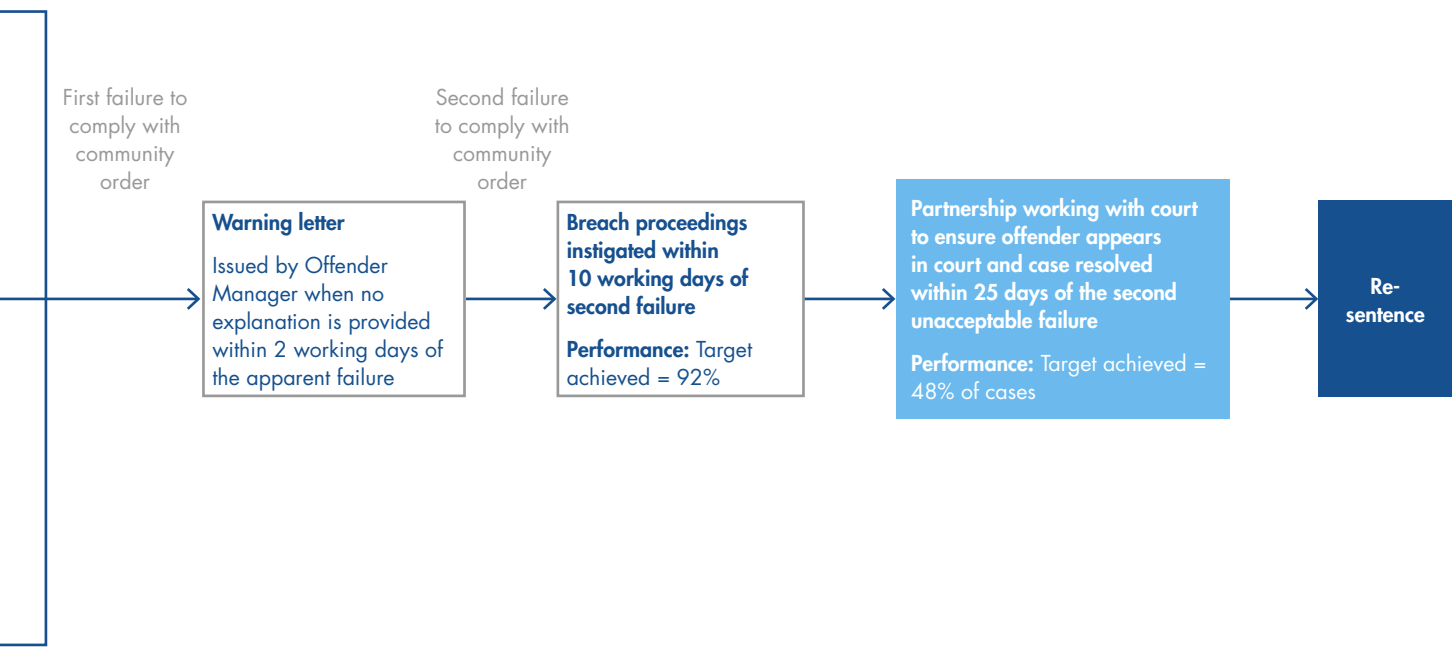 First failure to
comply with
community
order
Warning letter
Issued by Offender
Manager when no
explanation is provided
within 2 working days of
the apparent failure
Second failure
to comply with
community
order
Breach proceedings
instigated within
10 working days of
second failure
Performance: Target
achieved = 92%
Partnership working with court
to ensure offender appears
in court and case resolved
within 25 days of the second
unacceptable failure
Performance: Target achieved =
48% of cases
Re-
sentence